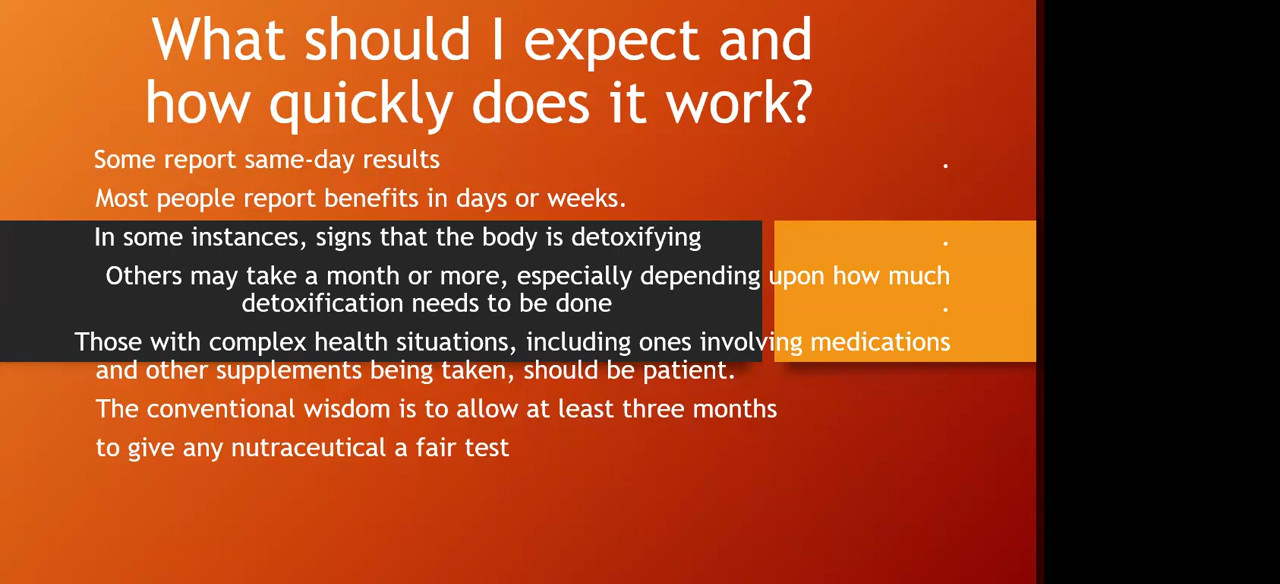 What should I expect and
how quickly does it work?
Some report same-day results .
Most people report benefits in days or weeks.
In some instances, signs that the body is detoxifying .
Others may take a month or more, especially depending upon how much
detoxification needs to be done .
Those with complex health situations, including ones involving medications
and other supplements being taken, should be patient.
The conventional wisdom is to allow at least three months
to give any nutraceutical a fair test